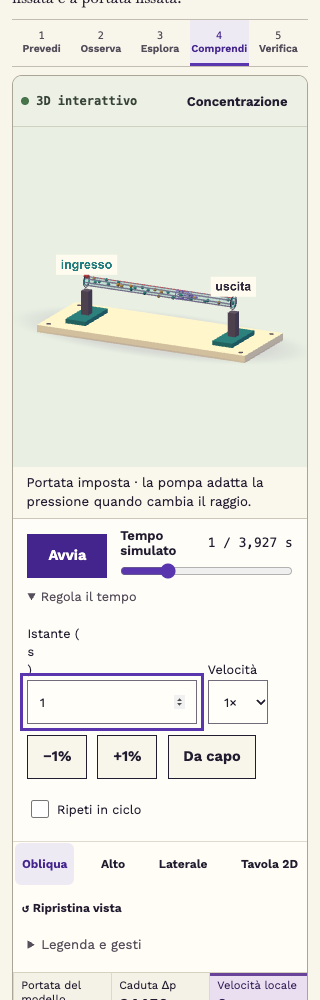 1 2 3 4 5
Prevedi Osserva Esplora Comprendi Verifica
3D interattivo Concentrazione
ingresso
uscita
Portata imposta · la pompa adatta la
pressione quando cambia il raggio.
Avvia
Tempo
simulato
1 / 3,927 s
▼ Regola il tempo
Istante (
s
)
Velocità
1
1×
−1% +1% Da capo
Ripeti in ciclo
Obliqua Alto Laterale Tavola 2D
↺ Ripristina vista
▶ Legenda e gesti
Portata del Caduta Δp Velocità locale
modello